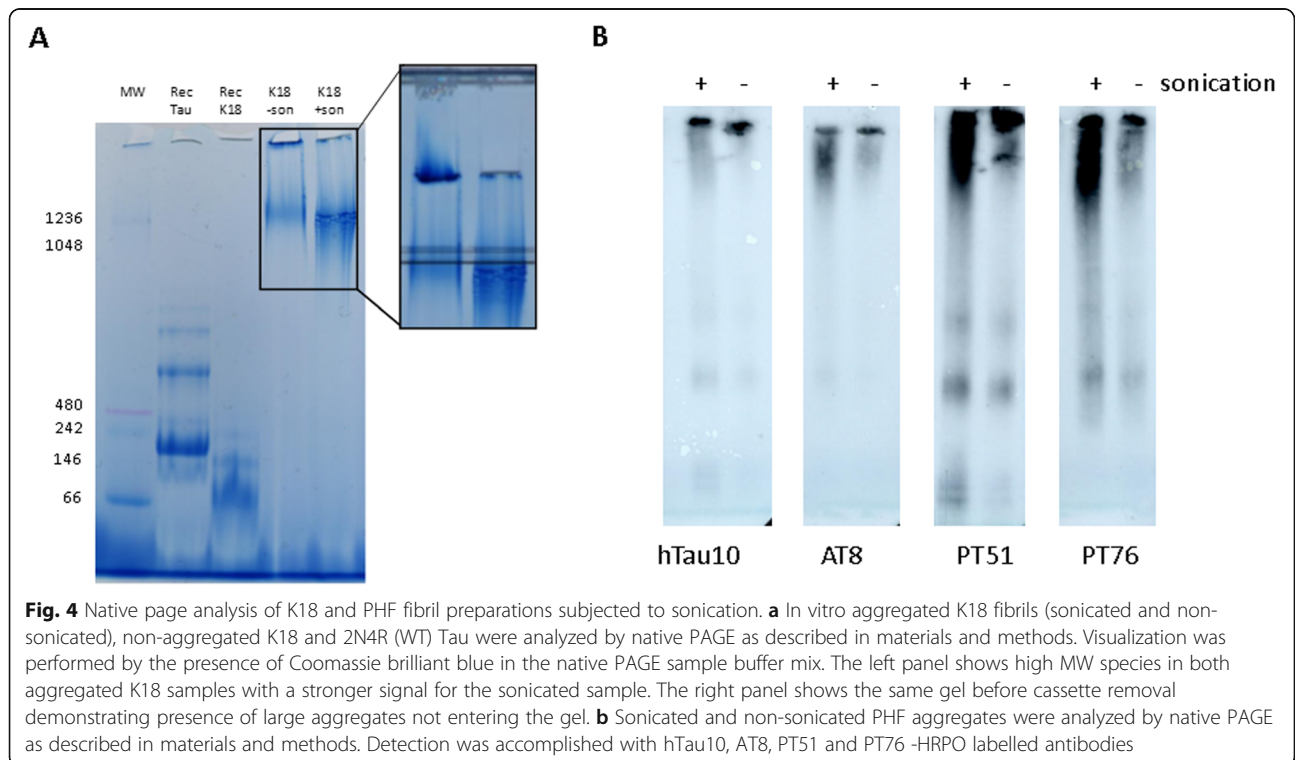 A
B
MW Rec Rec K18 K18
Tau K18 -son +son
+ - + - + - + - sonication
1236
1048
480
242
146
66
hTau10 AT8 PT51 PT76
Fig. 4 Native page analysis of K18 and PHF fibril preparations subjected to sonication. a In vitro aggregated K18 fibrils (sonicated and non-
sonicated), non-aggregated K18 and 2N4R (WT) Tau were analyzed by native PAGE as described in materials and methods. Visualization was
performed by the presence of Coomassie brilliant blue in the native PAGE sample buffer mix. The left panel shows high MW species in both
aggregated K18 samples with a stronger signal for the sonicated sample. The right panel shows the same gel before cassette removal
demonstrating presence of large aggregates not entering the gel. b Sonicated and non-sonicated PHF aggregates were analyzed by native PAGE
as described in materials and methods. Detection was accomplished with hTau10, AT8, PT51 and PT76 -HRPO labelled antibodies